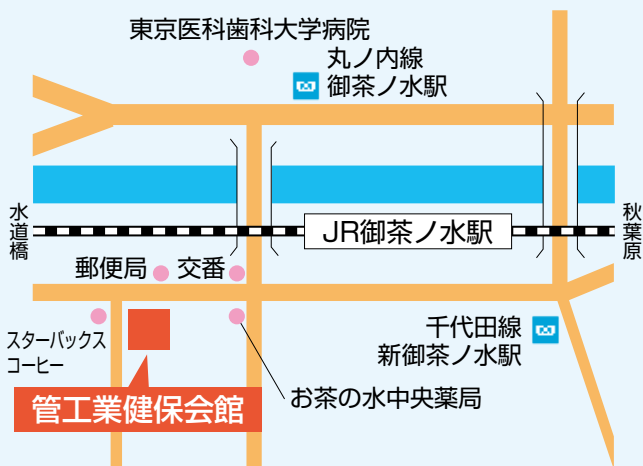 東京医科歯科大学病院
丸ノ内線
御茶ノ水駅
水道橋
JR御茶ノ水駅
秋葉原
郵便局
交番
スターバックス
コーヒー
千代田線
新御茶ノ水駅
お茶の水中央薬局
管工業健保会館